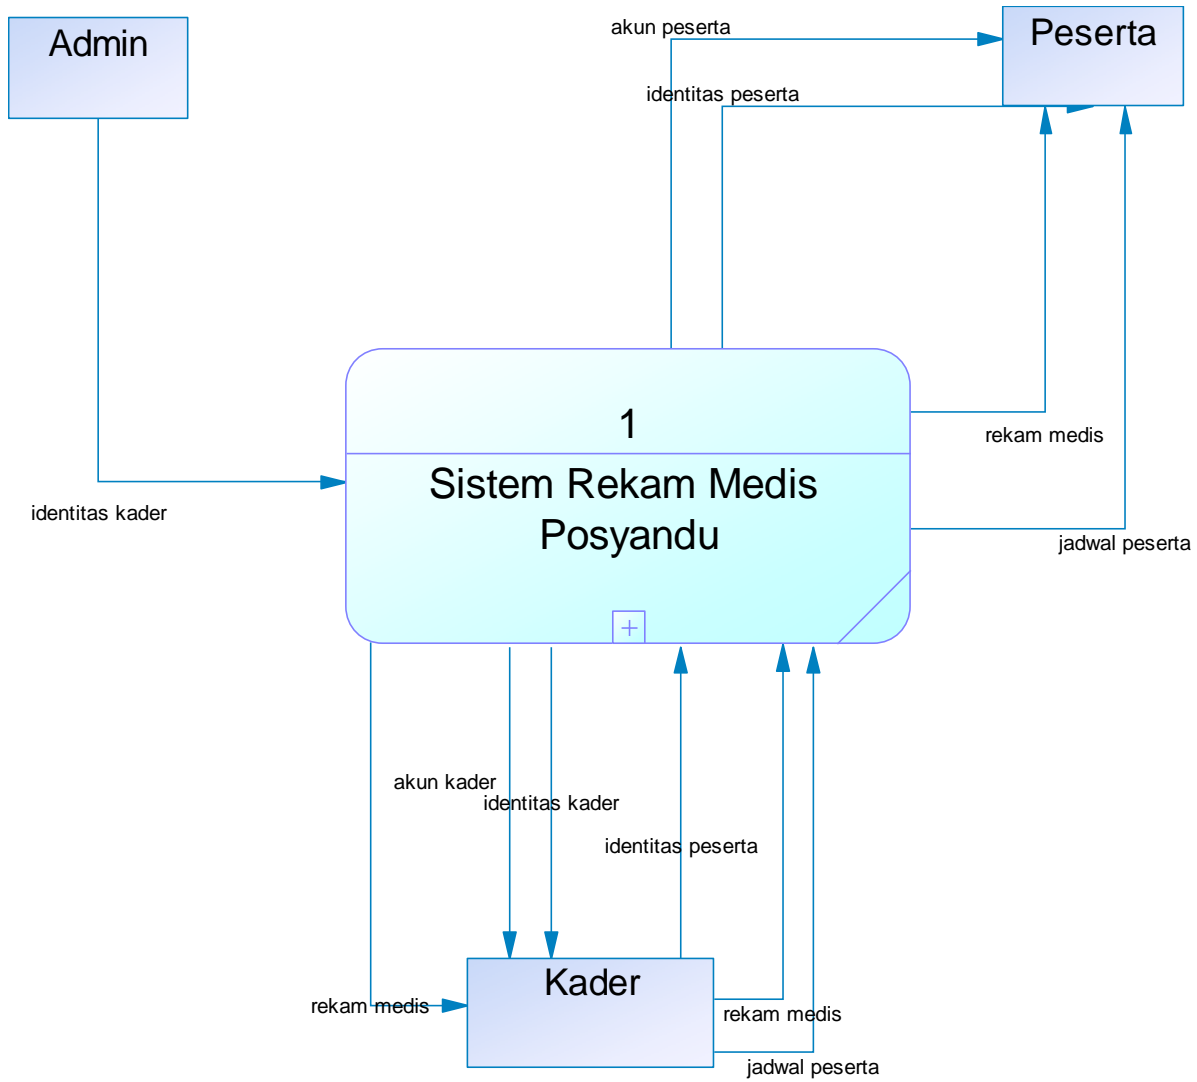 Admin
akun peserta
Peserta
identitas peserta
1
rekam medis
Sistem Rekam Medis
Posyandu
identitas kader
jadwal peserta
akun kader
identitas kader
identitas peserta
Kader
rekam medis
rekam medis
jadwal peserta